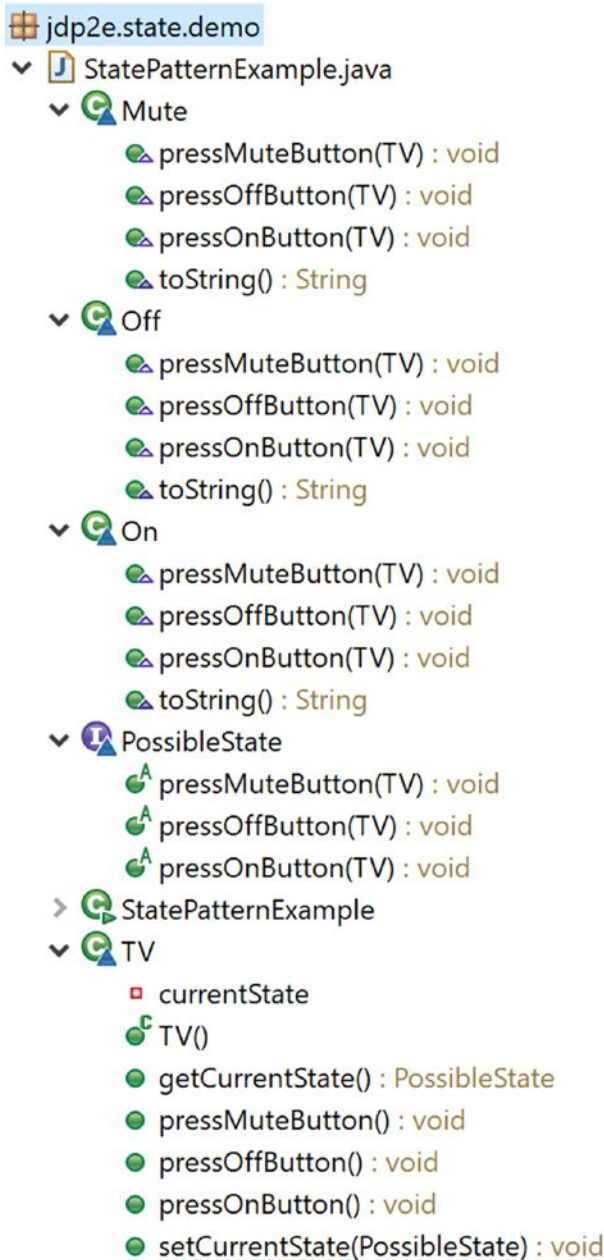 jdp2e.state.demo
StatePatternExample.java
Mute
pressMuteButton(TV) : void
pressOffButton(TV) : void
pressOnButton(TV) : void
toString() : String
Off
pressMuteButton(TV) : void
pressOffButton(TV) : void
pressOnButton(TV) : void
toString() : String
On
pressMuteButton(TV) : void
pressOffButton(TV) : void
pressOnButton(TV) : void
toString() : String
PossibleState
pressMuteButton(TV) : void
pressOffButton(TV) : void
pressOnButton(TV) : void
StatePatternExample
TV
currentState
TV()
getCurrentState() : PossibleState
pressMuteButton() : void
pressOffButton() : void
pressOnButton() : void
setCurrentState(PossibleState) : void